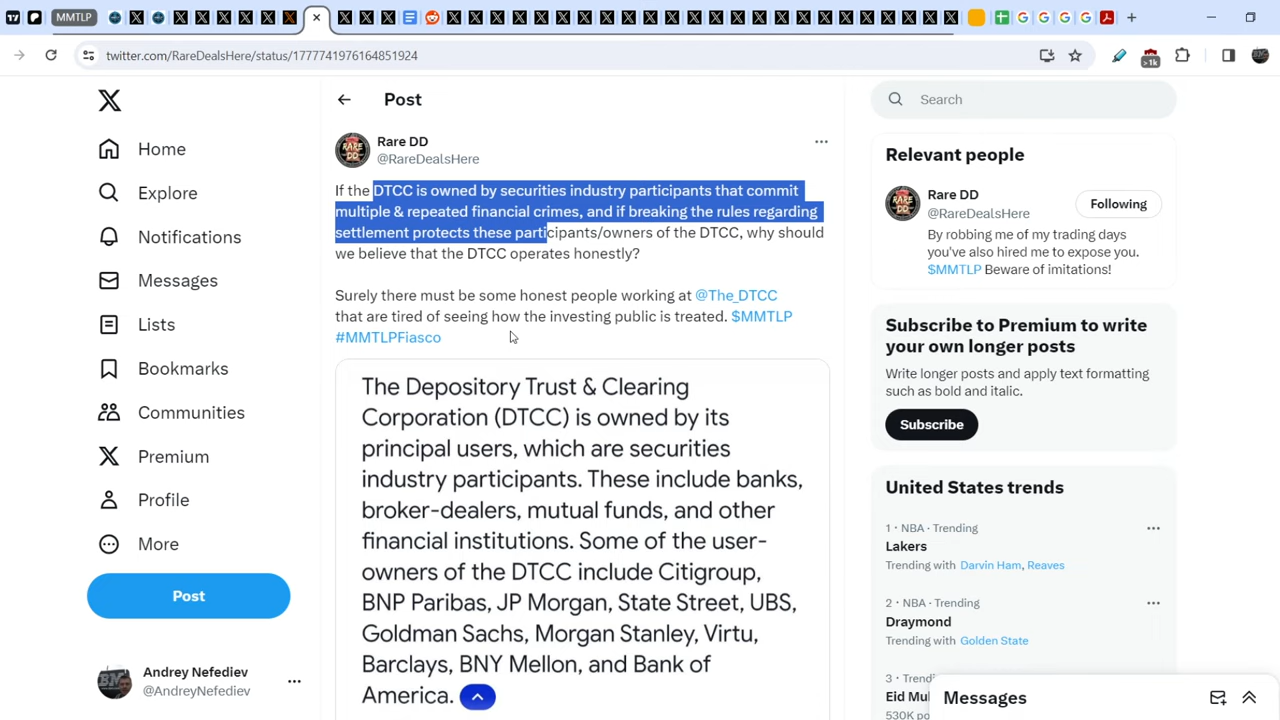 MMTLP
twitter.com/RareDealsHere/status/1777741976164851924
>1k
Home
Explore
Notifications
Messages
Lists
Bookmarks
Communities
Premium
Profile
More
Post
Andrey Nefediev
@AndreyNefediev
Post
Rare DD
@RareDealsHere
If the DTCC is owned by securities industry participants that commit
multiple & repeated financial crimes, and if breaking the rules regarding
settlement protects these participants/owners of the DTCC, why should
we believe that the DTCC operates honestly?
Surely there must be some honest people working at @The_DTCC
that are tired of seeing how the investing public is treated. $MMTLP
#MMTLPFiasco
The Depository Trust & Clearing
Corporation (DTCC) is owned by its
principal users, which are securities
industry participants. These include banks,
broker-dealers, mutual funds, and other
financial institutions. Some of the user-
owners of the DTCC include Citigroup,
BNP Paribas, JP Morgan, State Street, UBS,
Goldman Sachs, Morgan Stanley, Virtu,
Barclays, BNY Mellon, and Bank of
America.
Search
Relevant people
Rare DD
@RareDealsHere
Following
By robbing me of my trading days
you've also hired me to expose you.
$MMTLP Beware of imitations!
Subscribe to Premium to write
your own longer posts
Write longer posts and apply text formatting
such as bold and italic.
Subscribe
United States trends
1 · NBA · Trending
Lakers
Trending with Darvin Ham, Reaves
2 · NBA · Trending
Draymond
Trending with Golden State
3 · Trend
Eid Mu
530K po
Messages